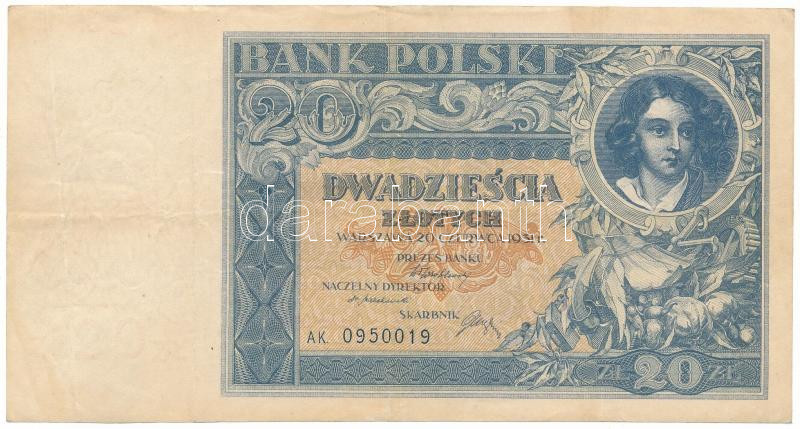 BANK POLSKI
20
DWADZIEŚCIA
ZŁOTYCH
WARSZAWA 20 CZERWCA 1931 r.
PREZES BANKU
NACZELNY DYREKTOR
SKARBNIK
AK. 0950019
ZŁ 20 ZŁ
darabanth